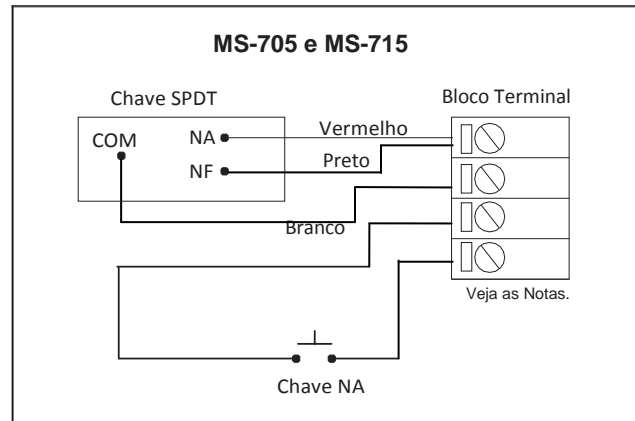 MS-705 e MS-715
Chave SPDT
Bloco Terminal
COM
NA
Vermelho
NF
Preto
Branco
Veja as Notas.
Chave NA